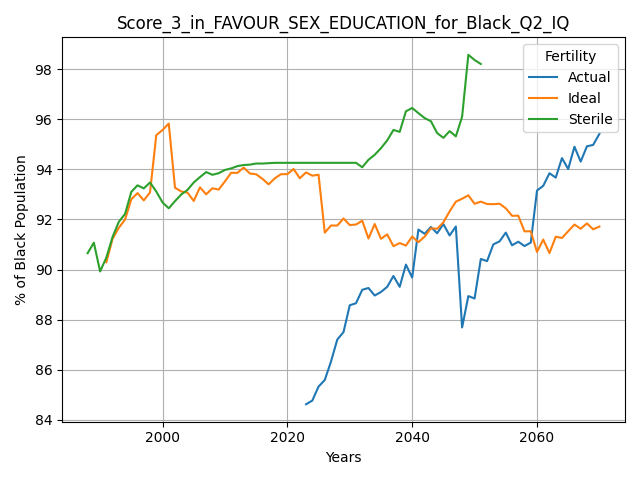 Score_3_in_FAVOUR_SEX_EDUCATION_for_Black_Q2_IQ
Fertility
Actual
Ideal
Sterile
% of Black Population
98
96
94
92
90
88
86
84
2000
2020
2040
2060
Years